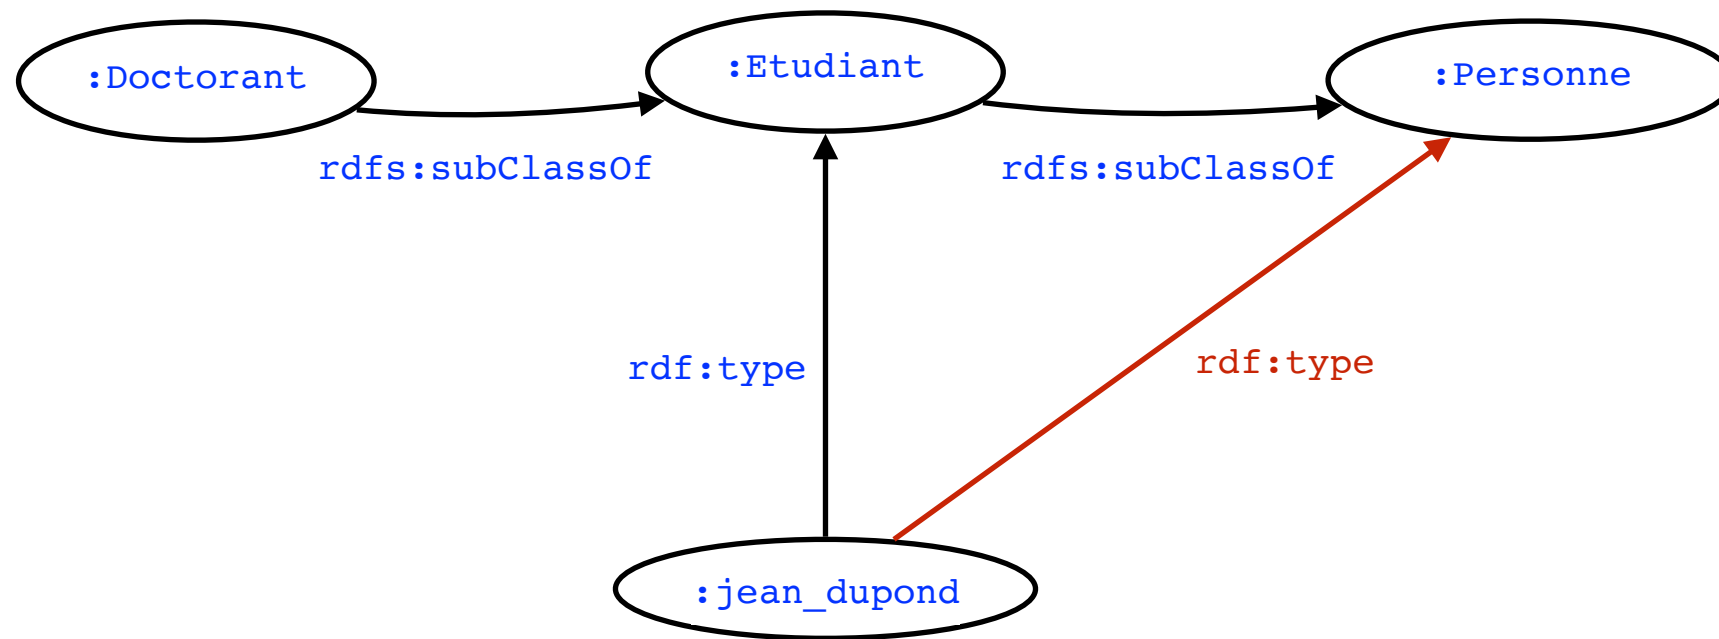 :Doctorant
:Etudiant
:Personne
rdfs:subClassOf
rdfs:subClassOf
rdf:type
rdf:type
:jean_dupond